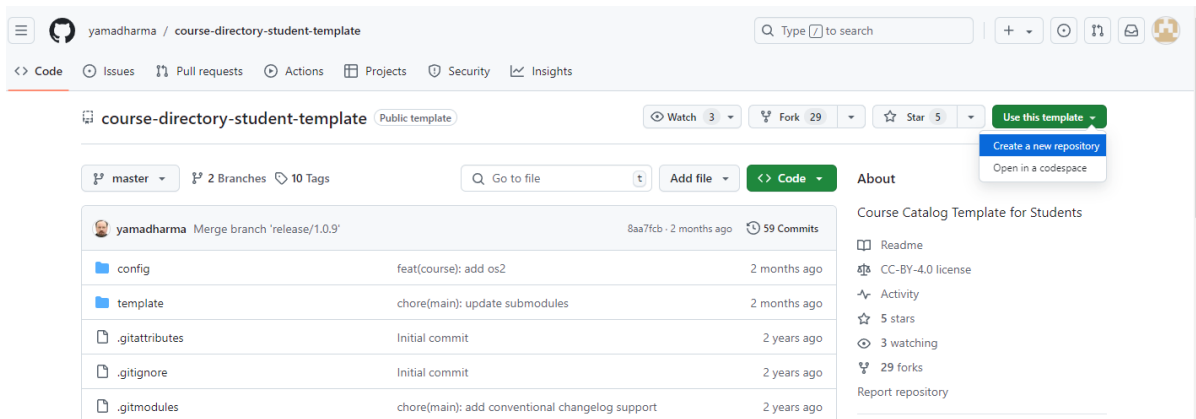 yamadharma / course-directory-student-template
Type / to search
Code Issues Pull requests Actions Projects Security Insights
course-directory-student-template Public template
Watch 3 Fork 29 Star 5 Use this template
Create a new repository
Open in a codespace
master 2 Branches 10 Tags Go to file t Add file Code
yamadharma Merge branch 'release/1.0.9' 8aa7fcb · 2 months ago 59 Commits
config feat(course): add os2 2 months ago
template chore(main): update submodules 2 months ago
.gitattributes Initial commit 2 years ago
.gitignore Initial commit 2 years ago
.gitmodules chore(main): add conventional changelog support 2 years ago
About
Course Catalog Template for Students
Readme
CC-BY-4.0 license
Activity
5 stars
3 watching
29 forks
Report repository